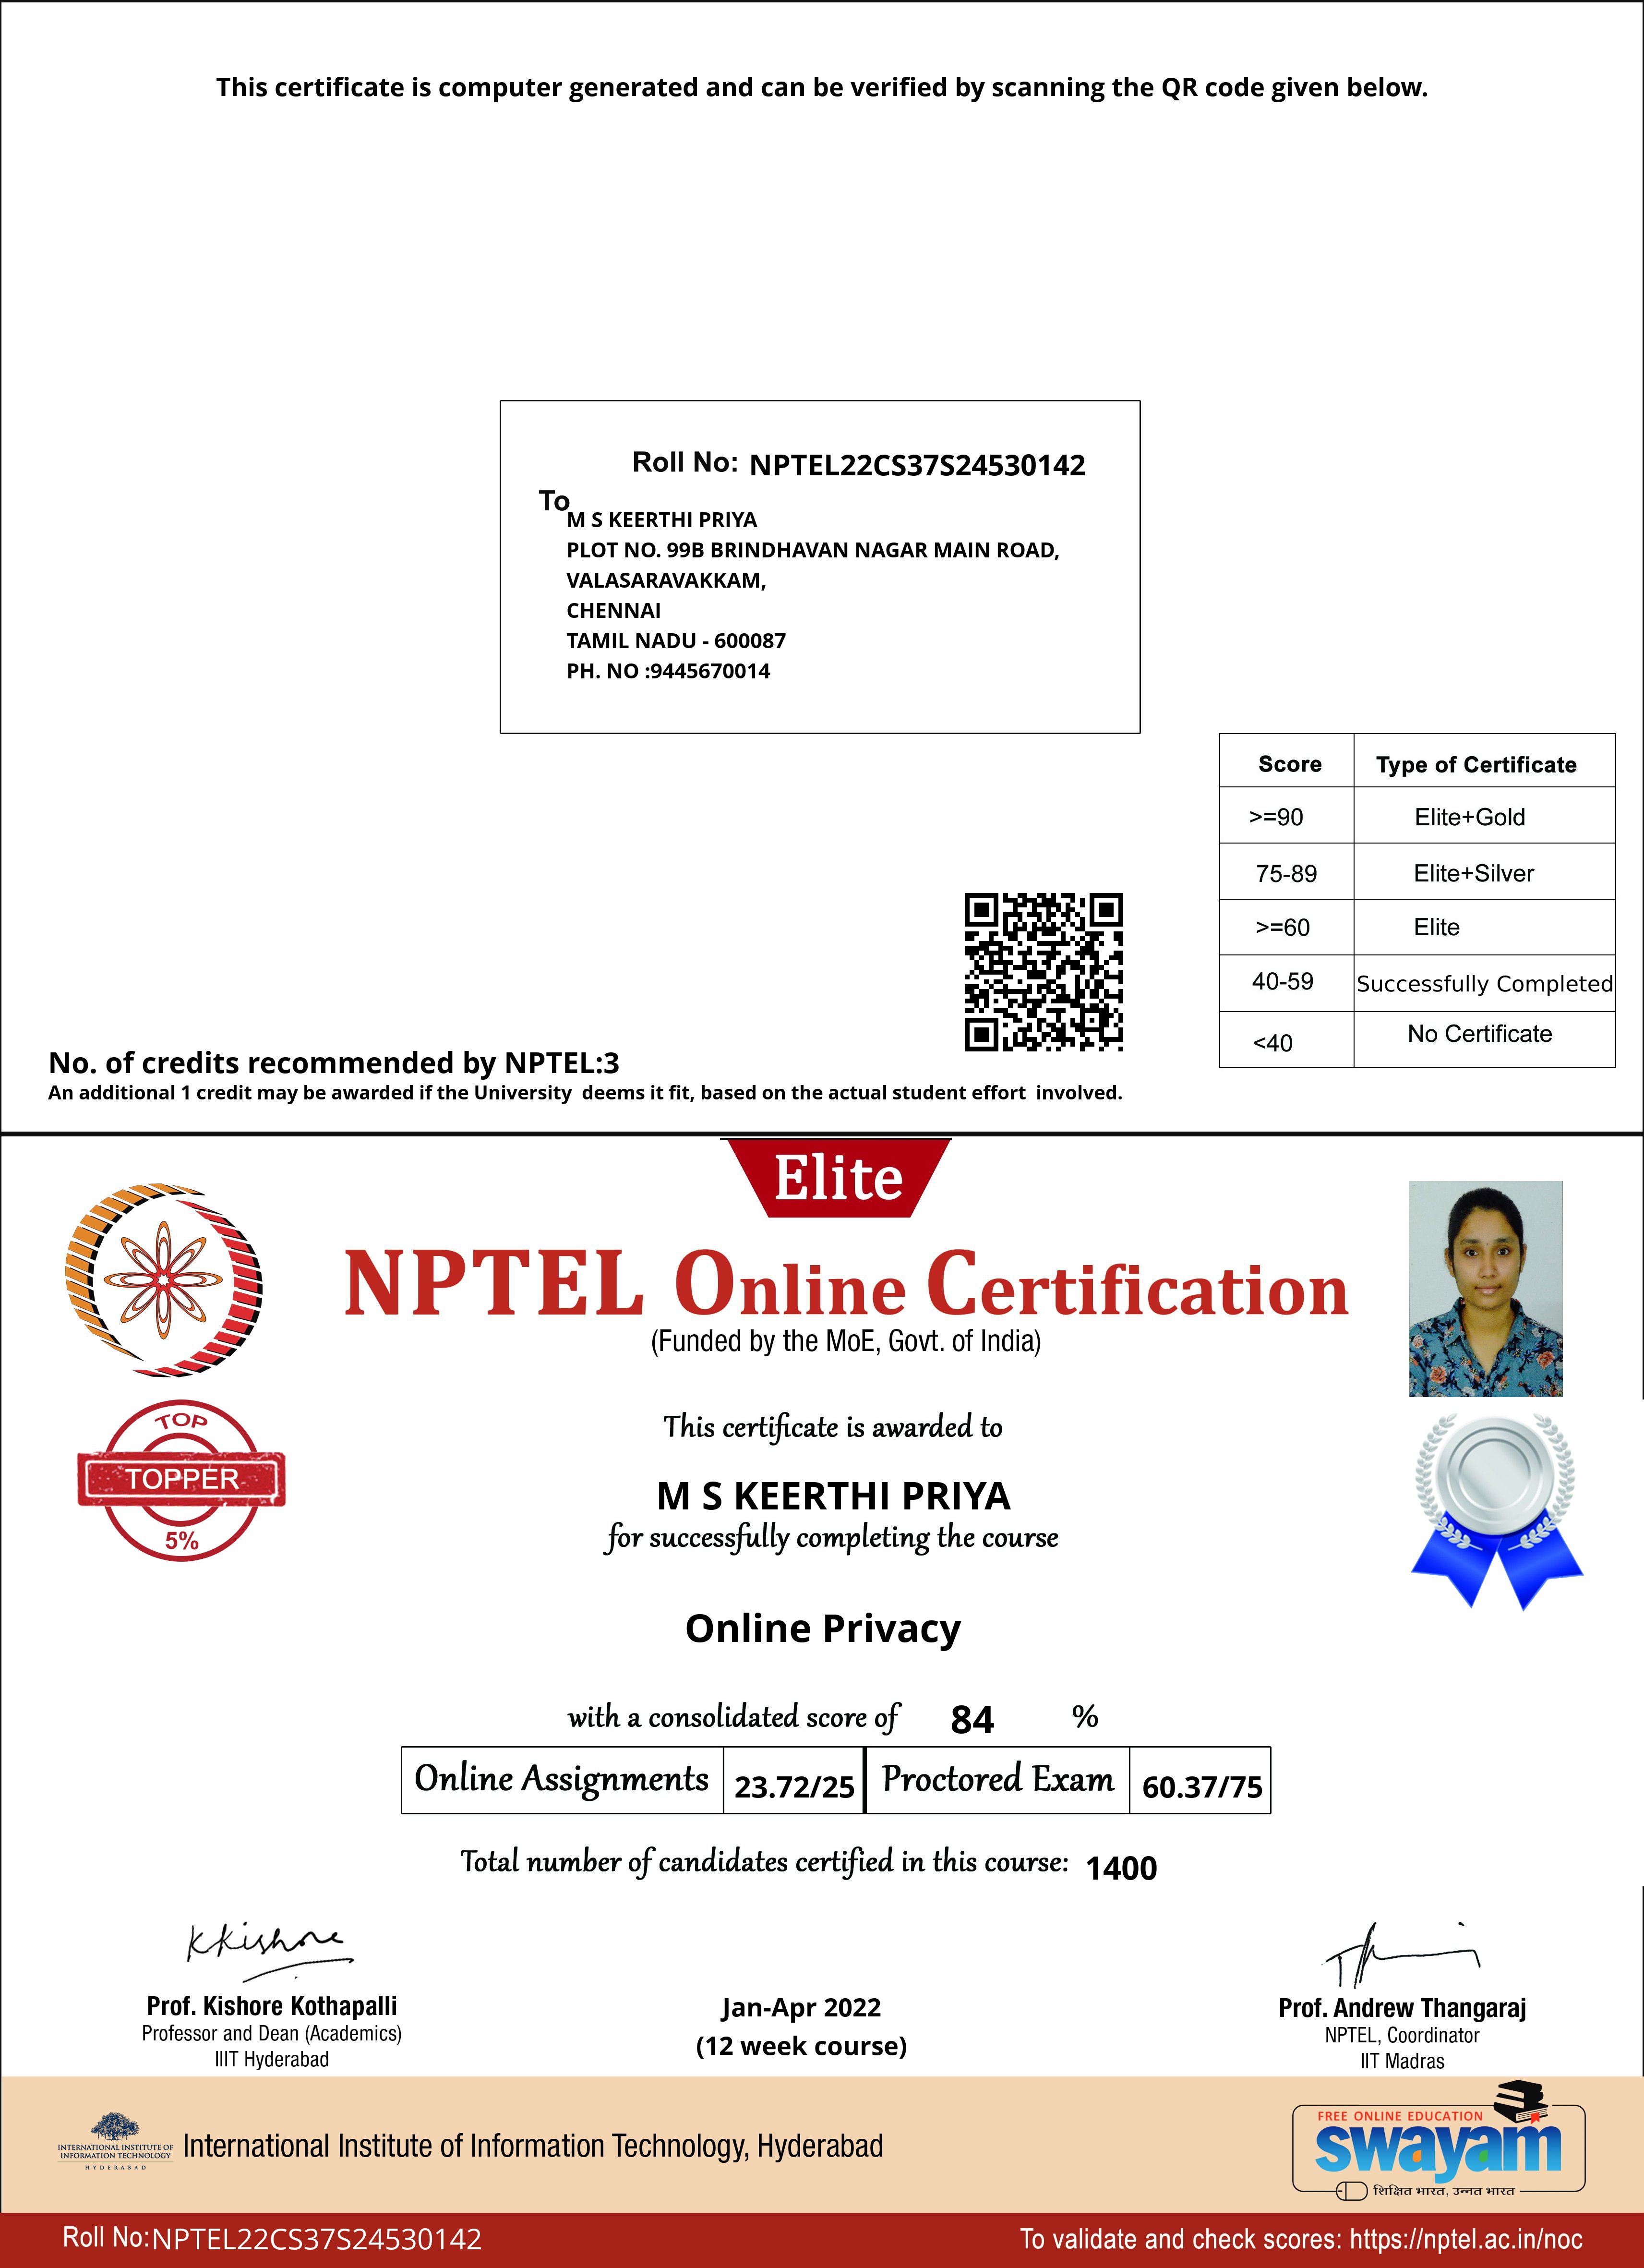 This certificate is computer generated and can be verified by scanning the QR code given below.
Roll No: NPTEL22CS37S24530142
To
M S KEERTHI PRIYA
PLOT NO. 99B BRINDHAVAN NAGAR MAIN ROAD,
VALASARAVAKKAM,
CHENNAI
TAMIL NADU - 600087
PH. NO :9445670014
Score Type of Certificate
>=90 Elite+Gold
75-89 Elite+Silver
>=60 Elite
40-59 Successfully Completed
<40 No Certificate
No. of credits recommended by NPTEL:3
An additional 1 credit may be awarded if the University deems it fit, based on the actual student effort involved.
Elite
NPTEL Online Certification
(Funded by the MoE, Govt. of India)
TOP
TOPPER
5%
This certificate is awarded to
M S KEERTHI PRIYA
for successfully completing the course
Online Privacy
with a consolidated score of 84 %
Online Assignments 23.72/25 Proctored Exam 60.37/75
Total number of candidates certified in this course: 1400
KKishore
Prof. Kishore Kothapalli
Professor and Dean (Academics)
IIIT Hyderabad
Jan-Apr 2022
(12 week course)
Prof. Andrew Thangaraj
NPTEL, Coordinator
IIT Madras
INTERNATIONAL INSTITUTE OF
INFORMATION TECHNOLOGY
HYDERABAD
International Institute of Information Technology, Hyderabad
FREE ONLINE EDUCATION
swayam
शिक्षित भारत, उन्नत भारत
Roll No:NPTEL22CS37S24530142
To validate and check scores: https://nptel.ac.in/noc